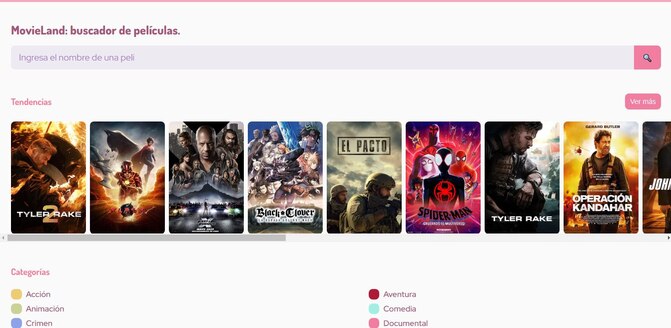 MovieLand: buscador de películas.
Ingresa el nombre de una peli
Tendencias
Ver más
TYLER RAKE
2
Black Clover
EL PACTO
SPIDER-MAN
TYLER RAKE
GERARD BUTLER
OPERACIÓN
KANDAHAR
JOHN
Categorías
Acción
Aventura
Animación
Comedia
Crimen
Documental